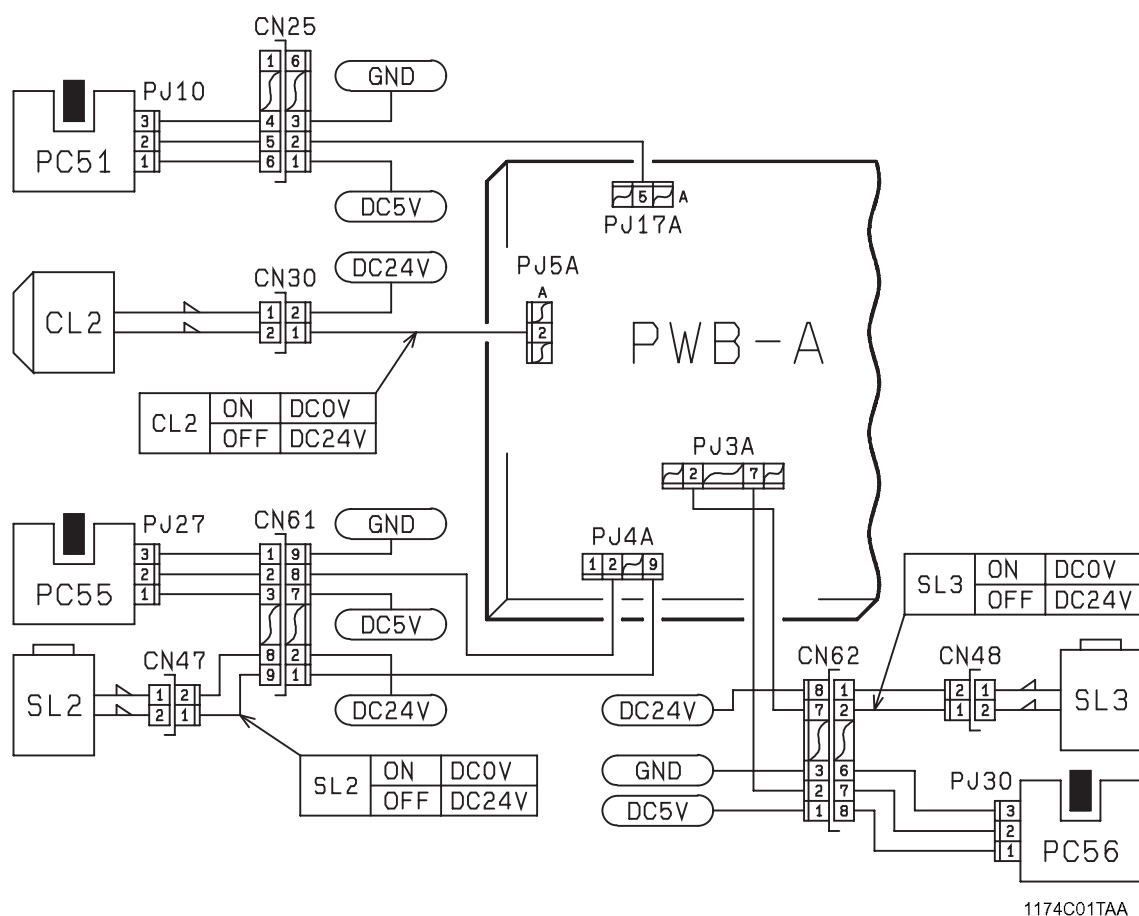 CN25
1 6
PJ10
GND
3 4 3
2 5 2
1 6 1
PC51
DC5V
5 A
PJ17A
PJ5A
A
2
CN30
DC24V
1 2
2 1
CL2
PWB-A
CL2 ON DC0V
OFF DC24V
PJ3A
2 7
PJ27
CN61
GND
3 1 9
2 2 8
1 3 7
PC55
DC5V
8 2
9 1
PJ4A
1 2 9
SL3 ON DC0V
OFF DC24V
CN47
1 2
2 1
SL2
DC24V
SL2 ON DC0V
OFF DC24V
CN62
CN48
DC24V
8 1 2 1
7 2 1 2
SL3
GND
3 6
2 7
DC5V
1 8
PJ30
3
2
1
PC56
1174C01TAA